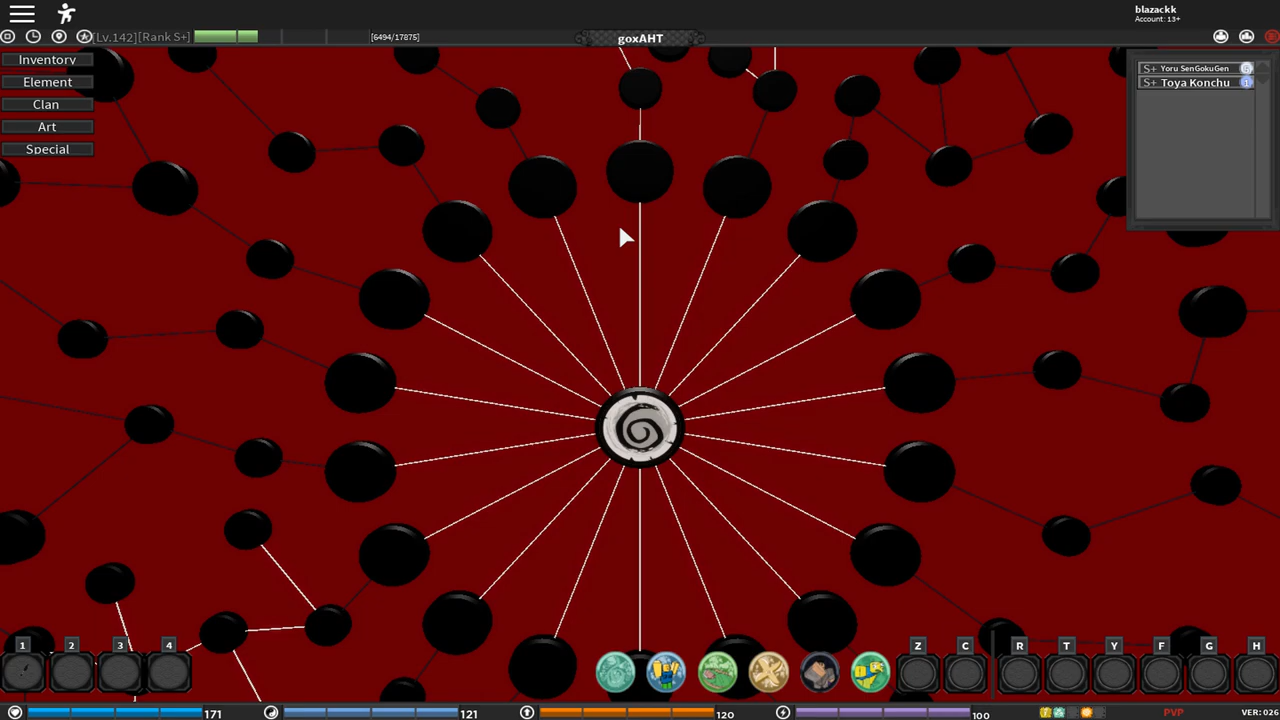 blazackk
Account: 13+
[Lv.142][Rank S+]
[6494/17875]
goxAHT
Inventory
Element
Clan
Art
Special
S+ Yoru SenGokuGen
S+ Toya Konchu
1 2 3 4 Z C R T Y F G H
171 121 120 100 PVP VER:026